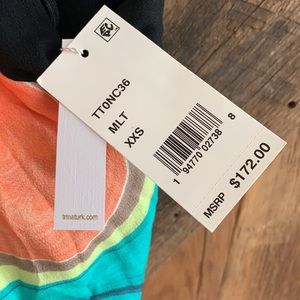 TT0NC36
MLT
XXS
1 94770 02738 8
MSRP $172.00
trinaturk.com